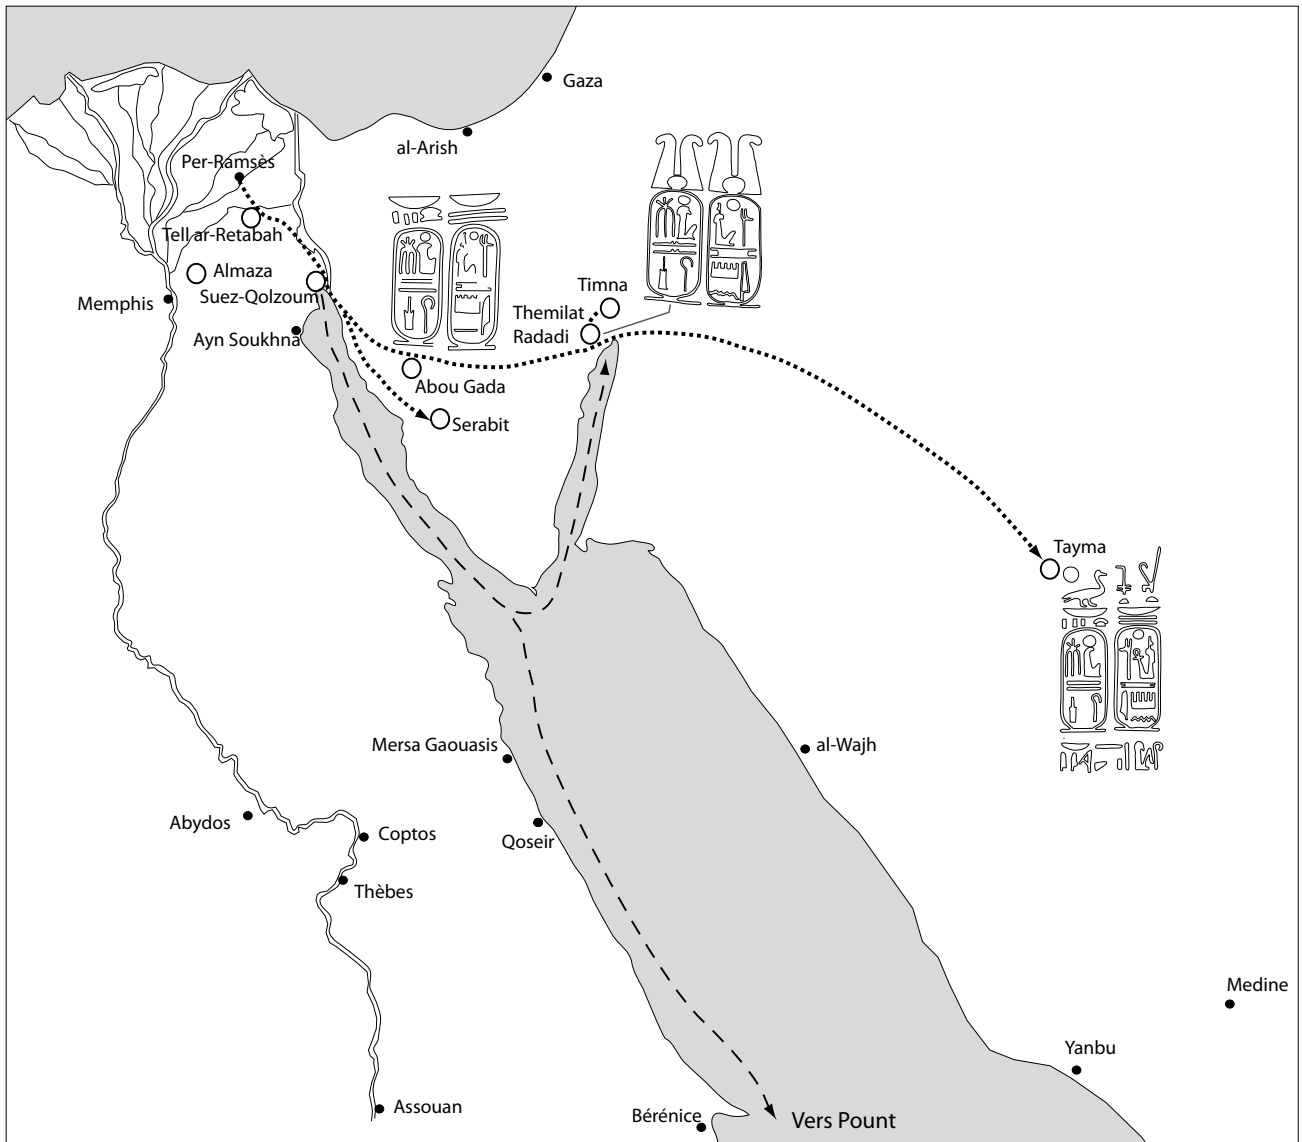 Gaza
al-Arish
Per-Ramsès
Tell ar-Retabah
Almaza
Suez-Qolzoum
Memphis
Ayn Soukhna
Timna
Themilat
Radadi
Abou Gada
Serabit
Tayma
Mersa Gaouasis
al-Wajh
Abydos
Coptos
Qoseir
Thèbes
Medine
Yanbu
Assouan
Bérénice
Vers Pount